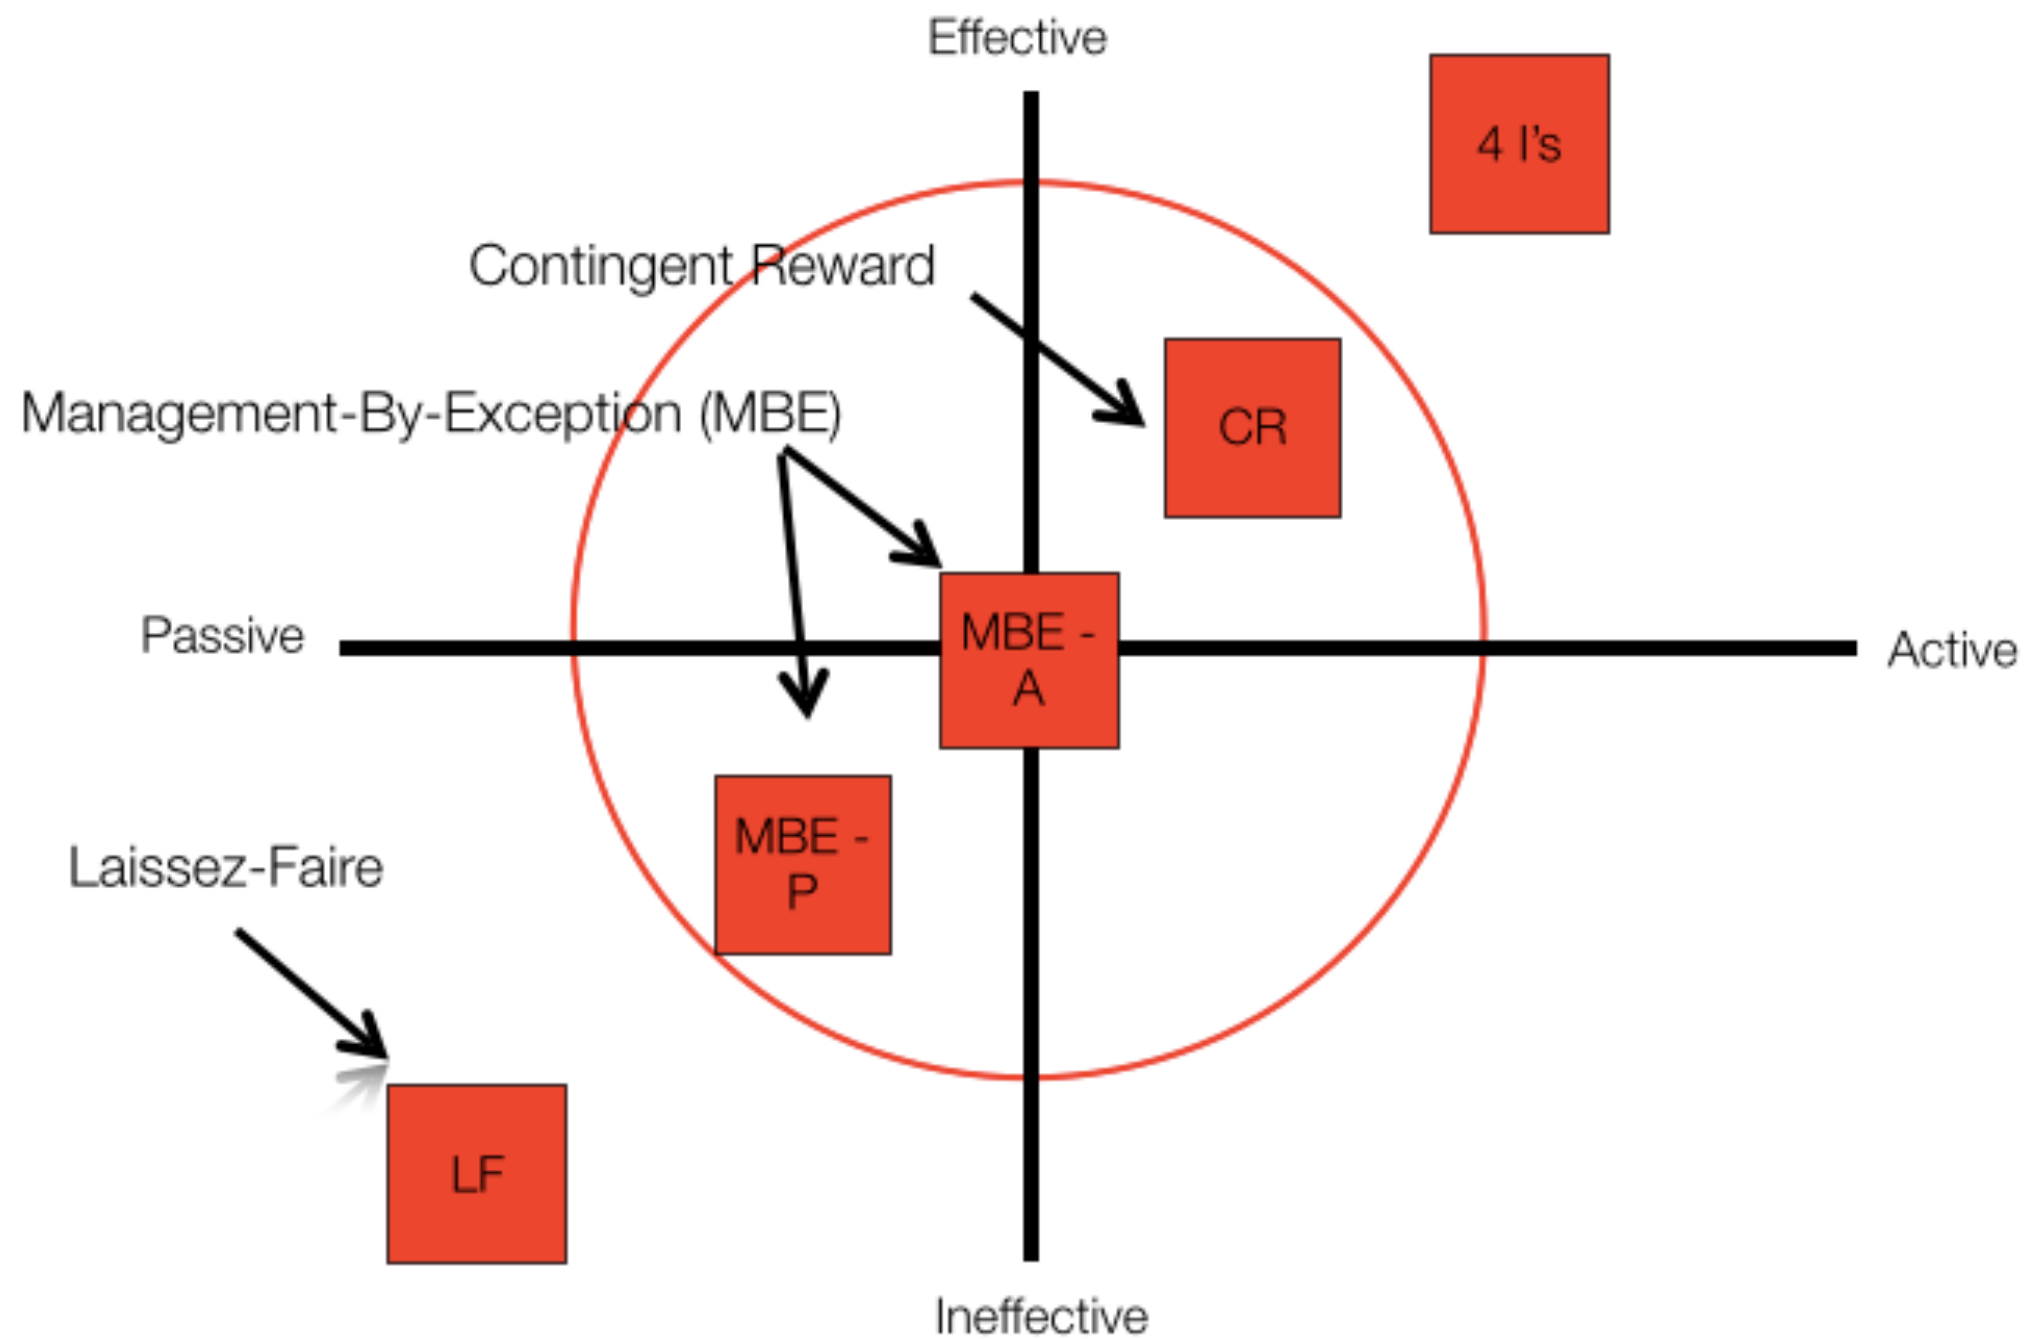 Effective
4 I's
Contingent Reward
Management-By-Exception (MBE)
CR
Passive
MBE -
A
Active
MBE -
P
Laissez-Faire
LF
Ineffective